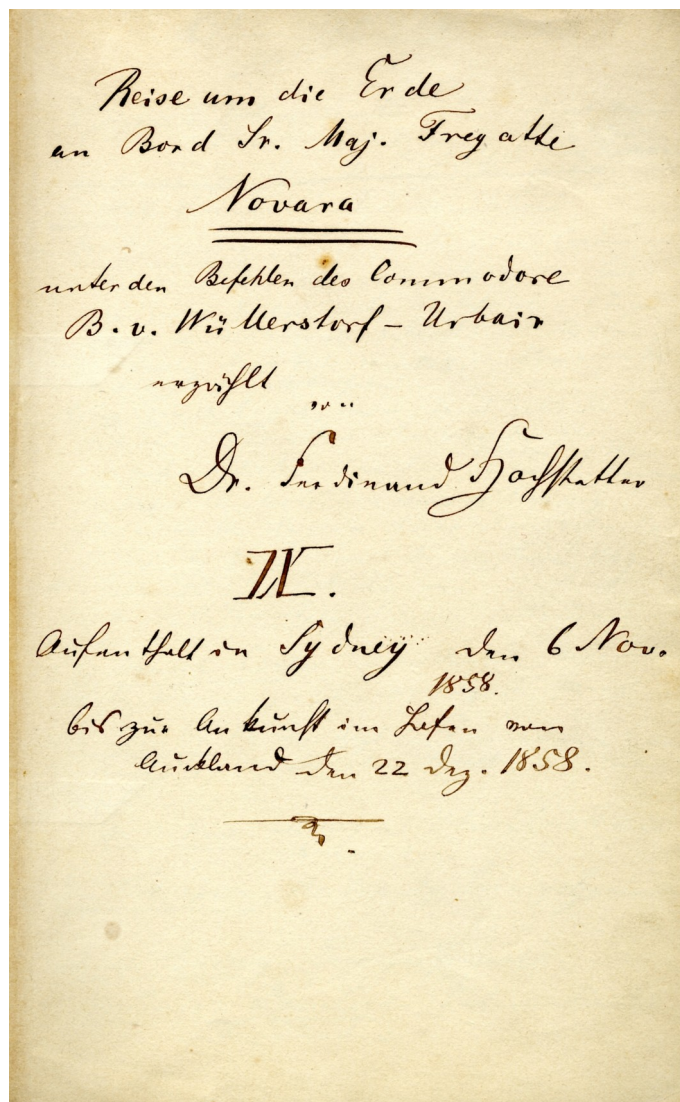 Reise um die Erde
an Bord Sr. Maj. Fregatte
Novara
unter den Befehlen des Commodore
B. v. Wüllerstorf – Urbair
erzählt
von
Dr. Ferdinand Hochstetter
IX.
Aufenthalt in Sydney den 6 Nov.
1858.
bis zur Ankunft im Hafen von
Auckland den 22 Dez. 1858.